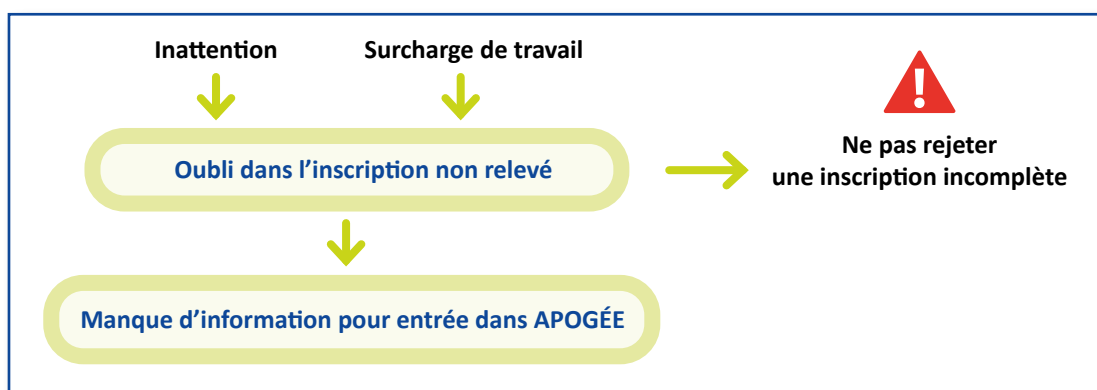 Inattention
Surcharge de travail
Oubli dans l’inscription non relevé
Ne pas rejeter
une inscription incomplète
Manque d’information pour entrée dans APOGÉE